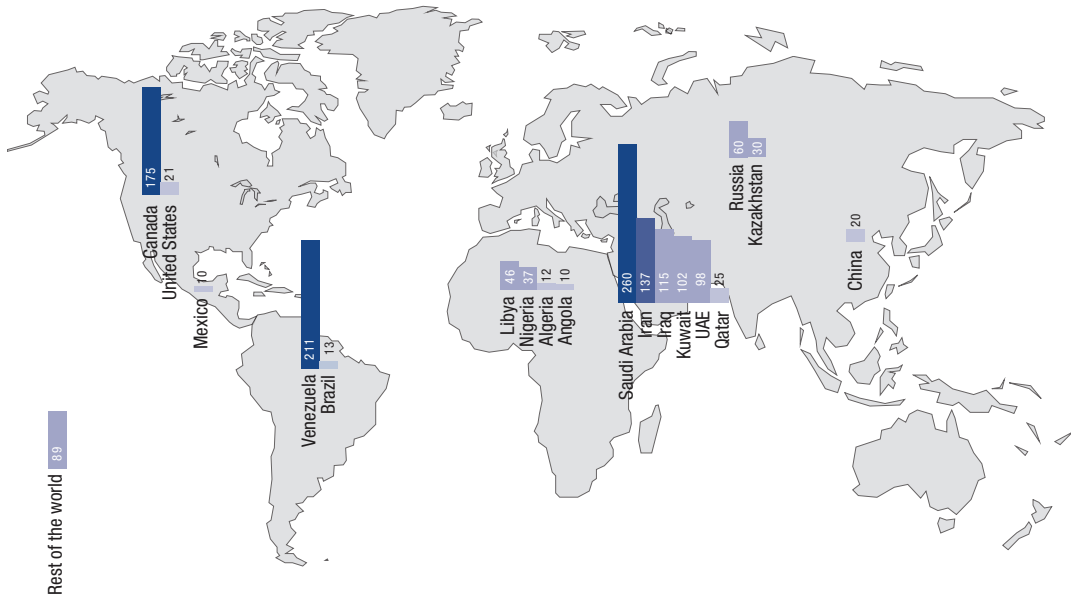 Rest of the world 89
Canada 175
United States 21
Mexico 10
Venezuela 211
Brazil 13
Libya 46
Nigeria 37
Algeria 12
Angola 10
Saudi Arabia 260
Iran 137
Iraq 115
Kuwait 102
UAE 98
Qatar 25
Russia 60
Kazakhstan 30
China 20